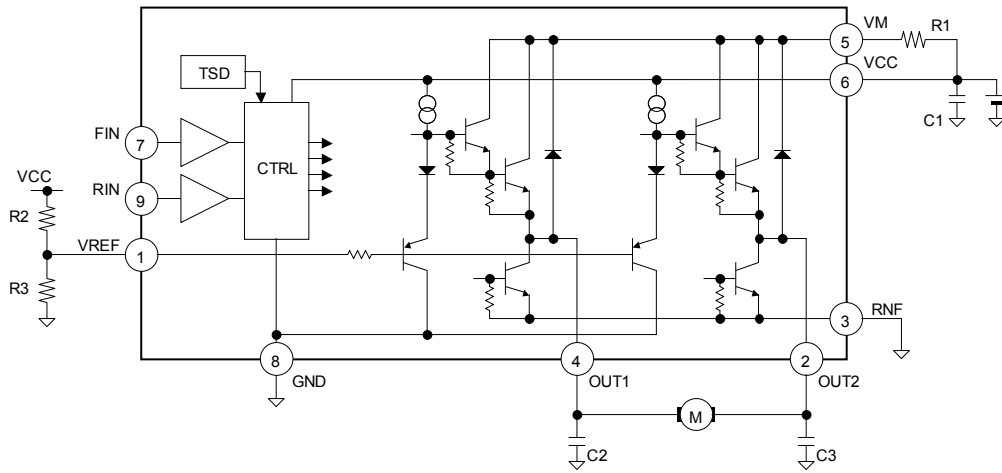 VM
R1
5
VCC
TSD
6
C1
FIN
7
CTRL
VCC
RIN
9
R2
VREF
1
R3
RNF
3
8
GND
4
OUT1
2
OUT2
M
C2
C3